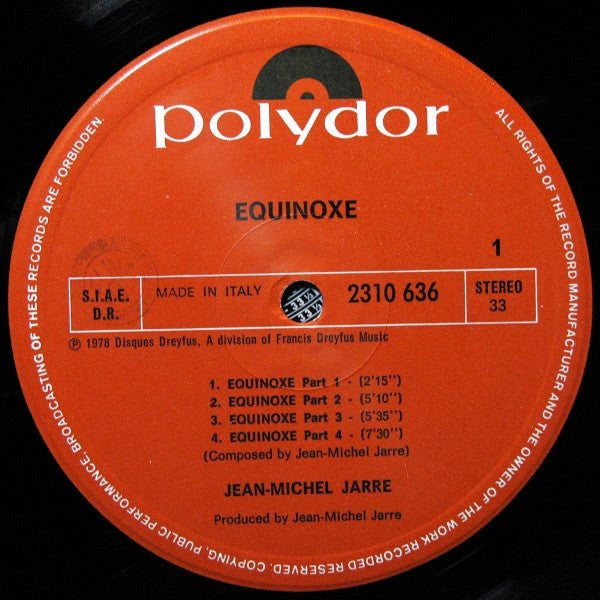 polydor
EQUINOXE
1
S.I.A.E.
D.R.
MADE IN ITALY
2310 636
STEREO
33
℗ 1978 Disques Dreyfus, A division of Francis Dreyfus Music
1. EQUINOXE Part 1 - (2'15'')
2. EQUINOXE Part 2 - (5'10'')
3. EQUINOXE Part 3 - (5'35'')
4. EQUINOXE Part 4 - (7'30'')
(Composed by Jean-Michel Jarre)
JEAN-MICHEL JARRE
Produced by Jean-Michel Jarre
ALL RIGHTS OF THE RECORD MANUFACTURER AND THE OWNER OF THE WORK RECORDED RESERVED. COPYING, PUBLIC PERFORMANCE, BROADCASTING OF THESE RECORDS ARE FORBIDDEN.
33 ⅓